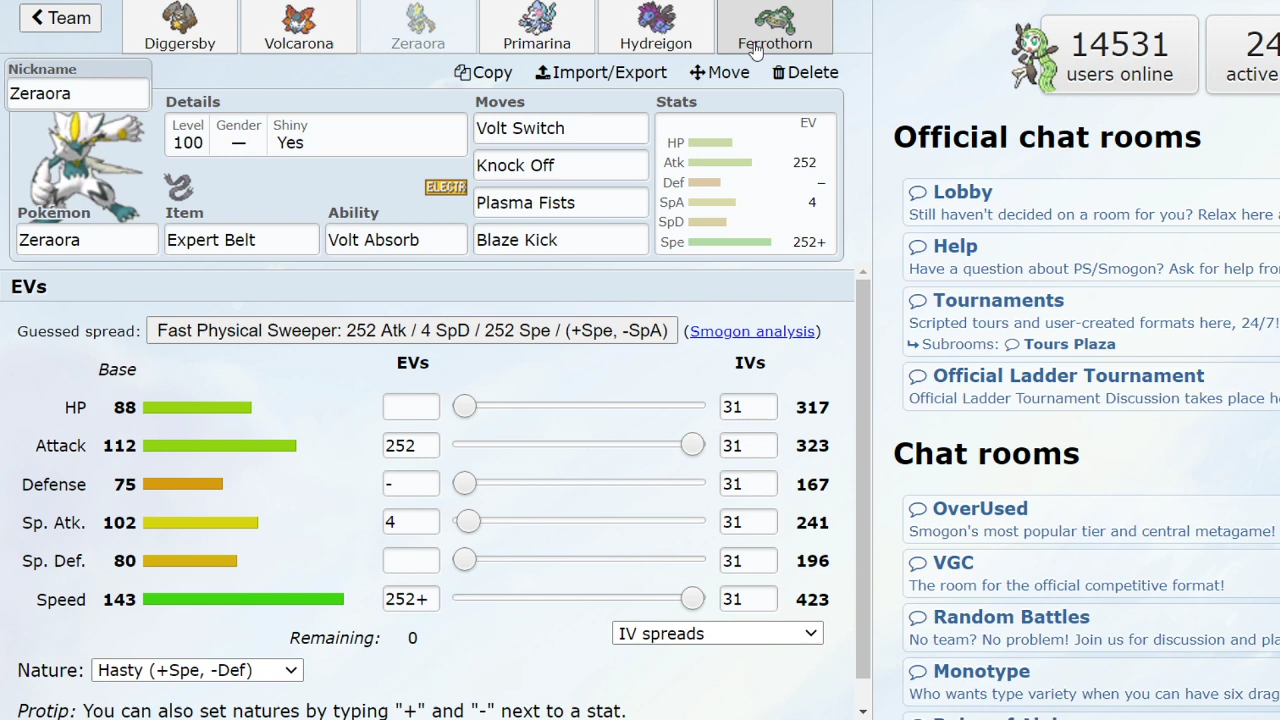 Team
Diggersby
Volcarona
Zeraora
Primarina
Hydreigon
Ferrothorn
Nickname
Zeraora
Copy
Import/Export
Move
Delete
Details
Moves
Stats
Level
Gender
Shiny
100
—
Yes
Volt Switch
Knock Off
Plasma Fists
Blaze Kick
EV
HP
Atk 252
Def –
SpA 4
SpD
Spe 252+
ELECTR
Pokémon
Item
Ability
Zeraora
Expert Belt
Volt Absorb
EVs
Guessed spread: Fast Physical Sweeper: 252 Atk / 4 SpD / 252 Spe / (+Spe, -SpA) (Smogon analysis)
Base EVs IVs
HP 88 31 317
Attack 112 252 31 323
Defense 75 - 31 167
Sp. Atk. 102 4 31 241
Sp. Def. 80 31 196
Speed 143 252+ 31 423
Remaining: 0
IV spreads
Nature: Hasty (+Spe, -Def)
Protip: You can also set natures by typing "+" and "-" next to a stat.
14531
users online
24
active
Official chat rooms
Lobby
Still haven't decided on a room for you? Relax here
Help
Have a question about PS/Smogon? Ask for help fro
Tournaments
Scripted tours and user-created formats here, 24/7!
Subrooms: Tours Plaza
Official Ladder Tournament
Official Ladder Tournament Discussion takes place h
Chat rooms
OverUsed
Smogon's most popular tier and central metagame!
VGC
The room for the official competitive format!
Random Battles
No team? No problem! Join us for discussion and pl
Monotype
Who wants type variety when you can have six drag